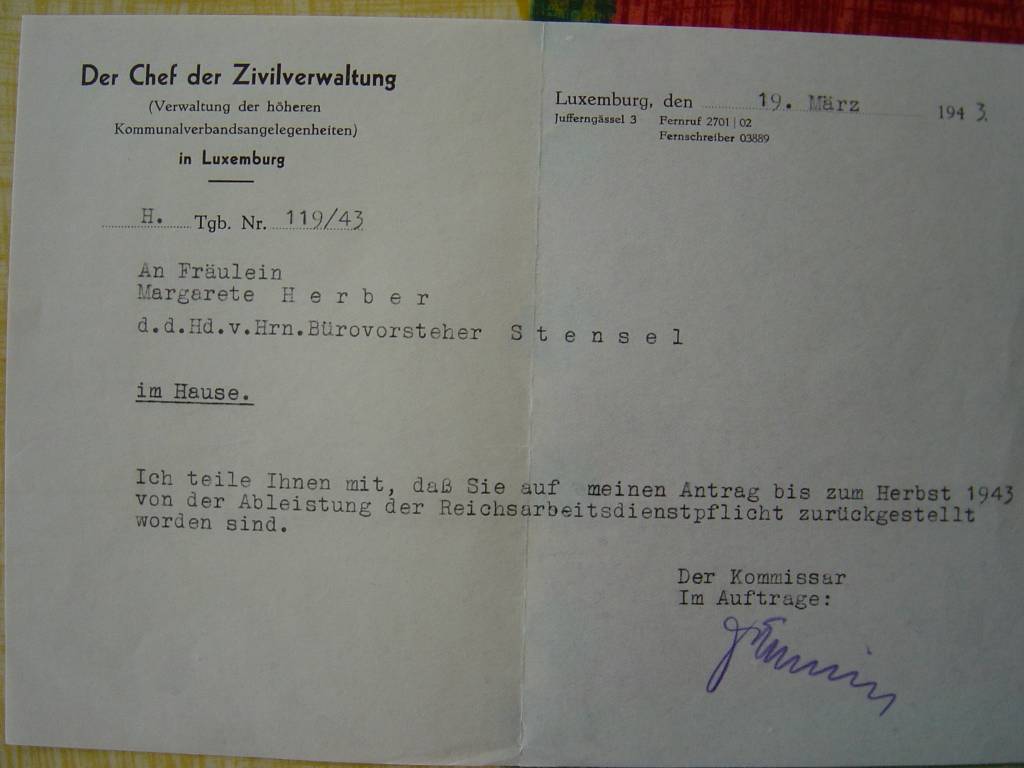 Der Chef der Zivilverwaltung
(Verwaltung der höheren
Kommunalverbandsangelegenheiten)
in Luxemburg
Luxemburg, den 19. März 1943.
Jufferngässel 3 Fernruf 2701 | 02
Fernschreiber 03889
H. Tgb. Nr. 119/43
An Fräulein
Margarete H e r b e r
d.d.Hd.v.Hrn.Bürovorsteher S t e n s e l
im Hause.
Ich teile Ihnen mit, daß Sie auf meinen Antrag bis zum Herbst 1943
von der Ableistung der Reichsarbeitsdienstpflicht zurückgestellt
worden sind.
Der Kommissar
Im Auftrage: